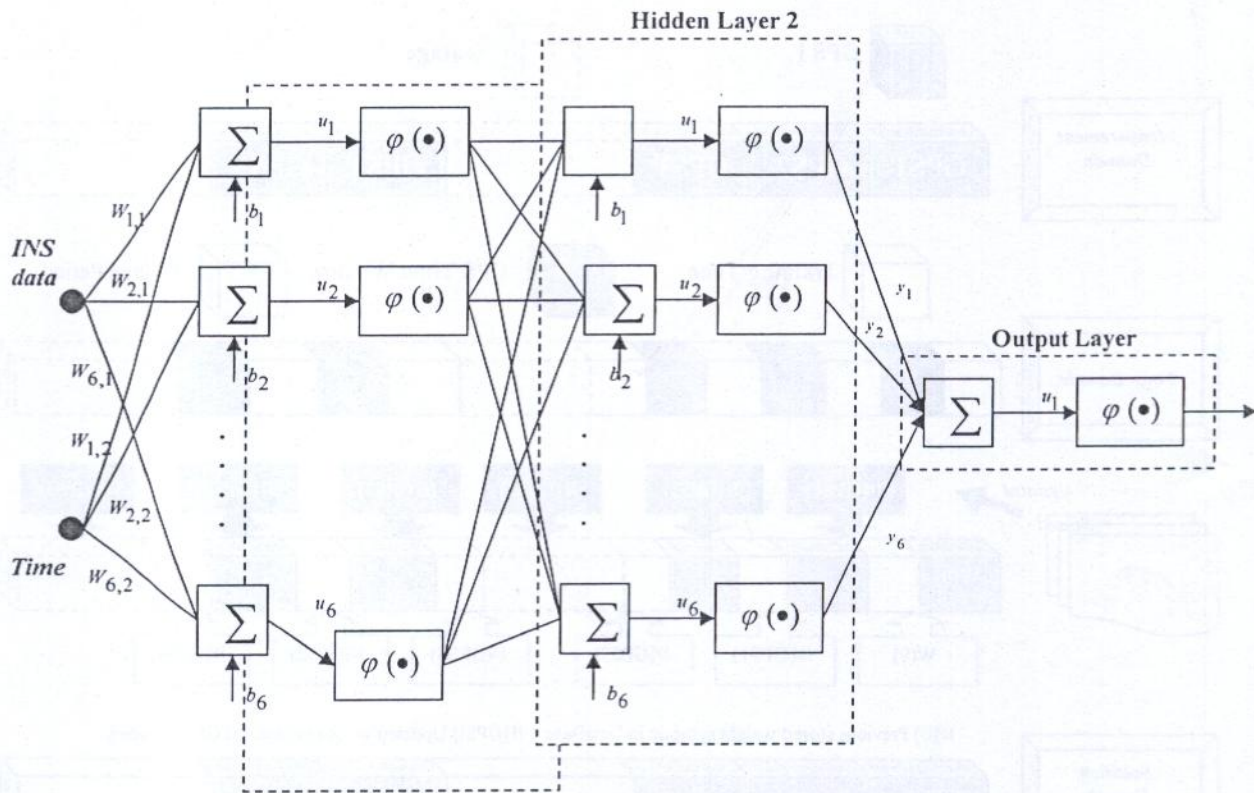 Hidden Layer 2
Σ u1 φ (•) u1 φ (•)
b1 b1
W1,1
INS
data
W2,1
Σ u2 φ (•) Σ u2 φ (•)
b2 b2
y1
y2
Output Layer
W6,1
Σ u1 φ (•)
W1,2
W2,2
Time
W6,2
y6
Σ u6 φ (•) Σ u6 φ (•)
b6 b6